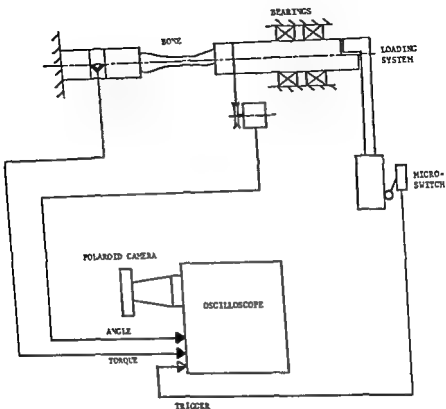 BEARINGS
BONE
LOADING
SYSTEM
MICRO-
SWITCH
POLAROID CAMERA
OSCILLOSCOPE
ANGLE
TORQUE
TRIGGER